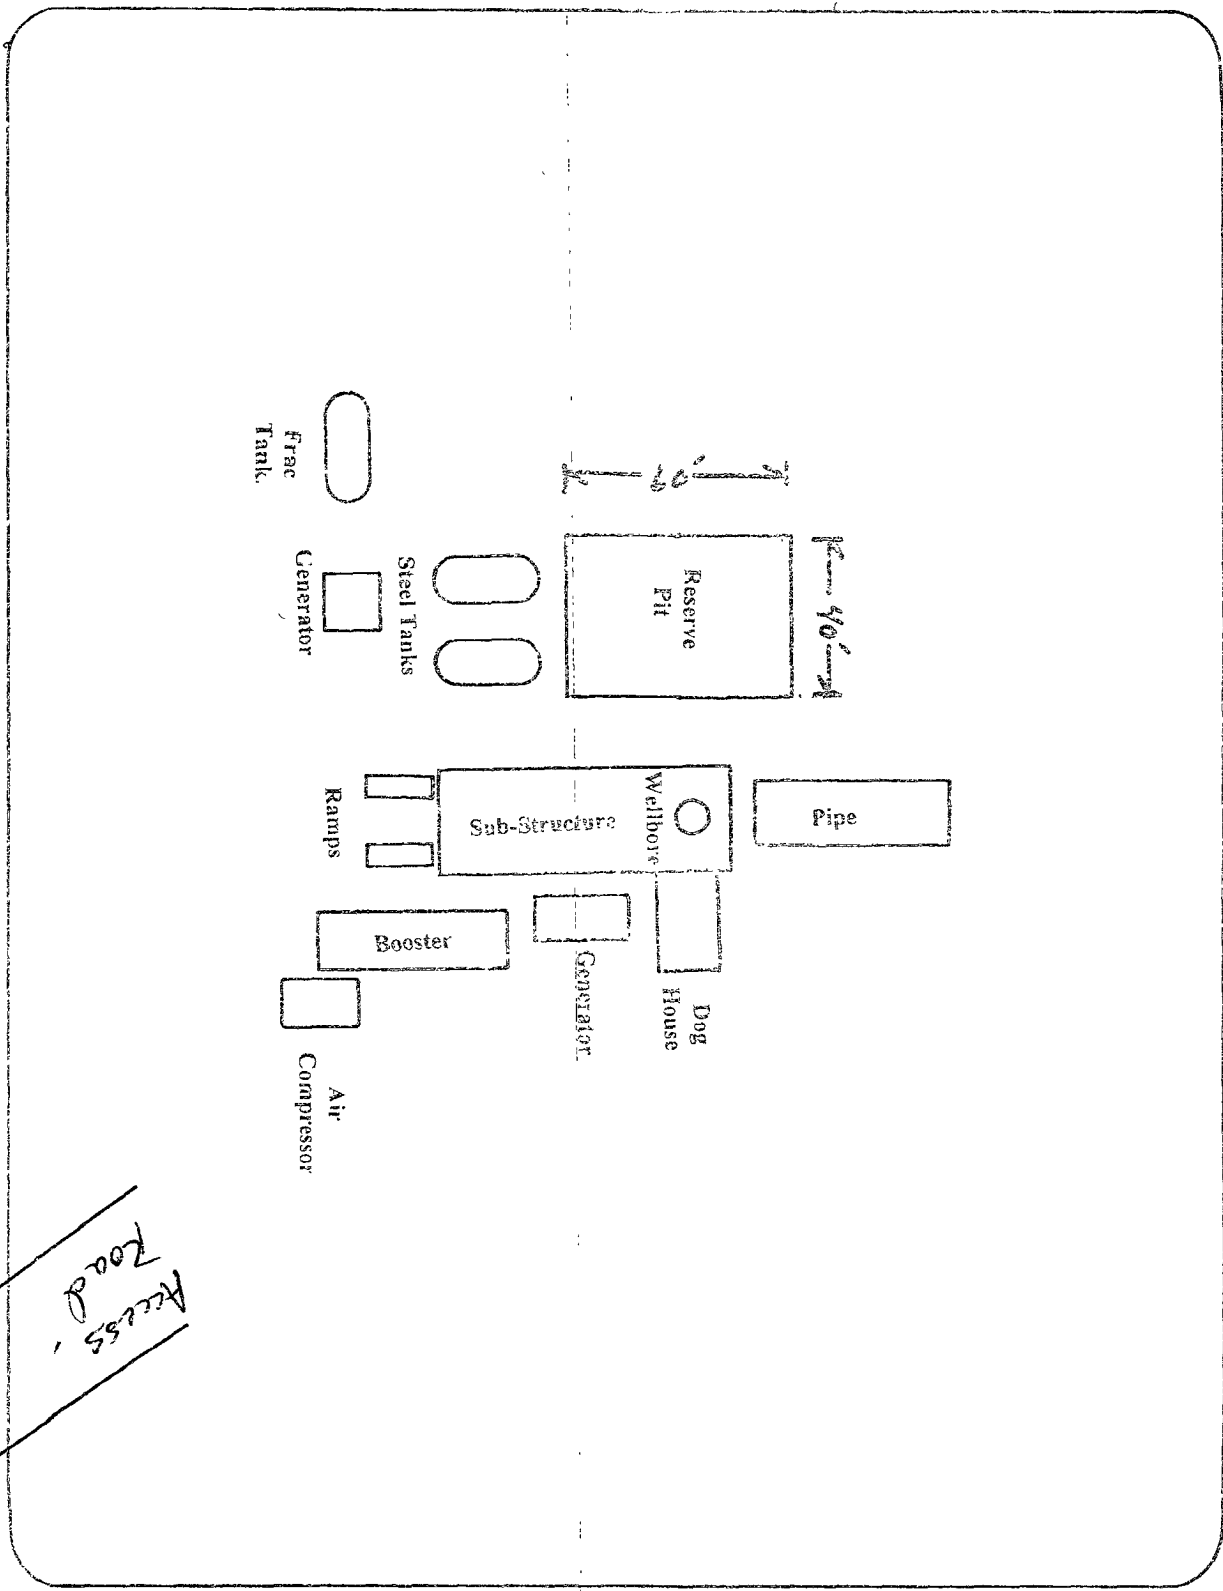 Frac
Tank
60'
40'
Reserve
Pit
Steel Tanks
Generator
Pipe
Wellbore
Sub-Structure
Ramps
Booster
Generator
Dog
House
Air
Compressor
Access
Road